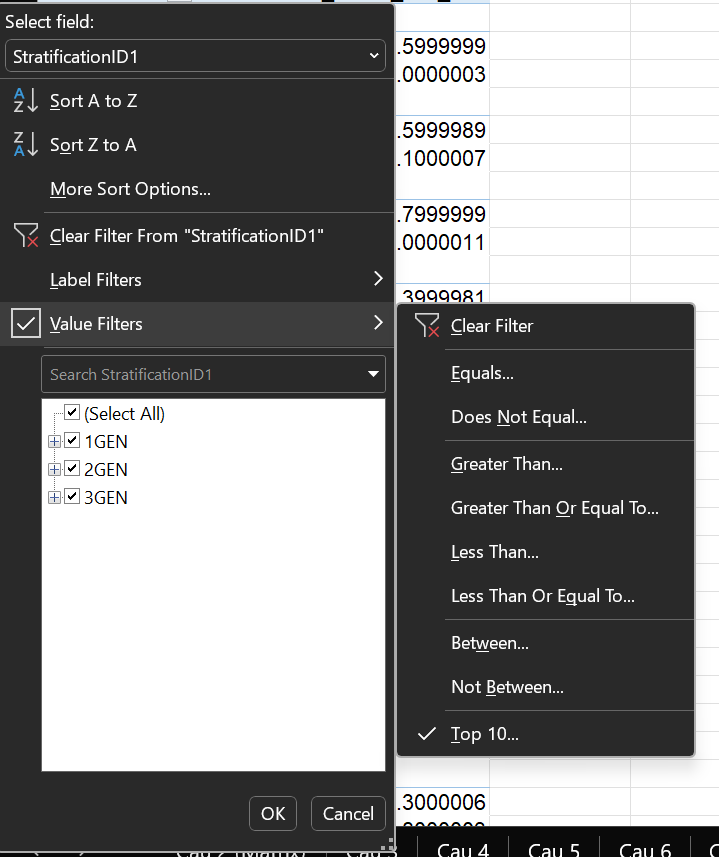 Select field:
StratificationID1
.5999999
.0000003
Sort A to Z
.5999989
Sort Z to A
.1000007
More Sort Options...
.7999999
Clear Filter From "StratificationID1"
.0000011
Label Filters
.3999981
Value Filters
Clear Filter
Equals...
Does Not Equal...
Greater Than...
Greater Than Or Equal To...
Less Than...
Less Than Or Equal To...
Between...
Not Between...
Top 10...
Search StratificationID1
(Select All)
1GEN
2GEN
3GEN
.3000006
OK
Cancel
Cau 4
Cau 5
Cau 6